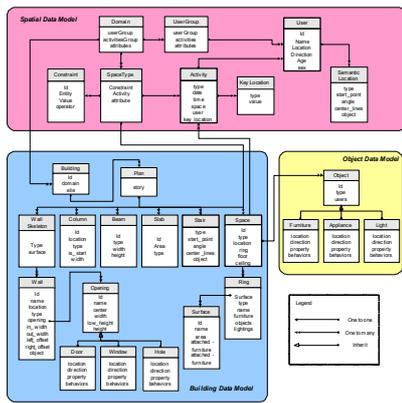 Spatial Data Model
Domain
userGroup
activitiesGroup
attributes
UserGroup
userGroup
activities
attributes
User
Id
Name
Location
Direction
Age
sex
Constraint
Id
Entity
Value
operator
SpaceType
Constraint
Activity
attribute
Activity
type
date
time
space
user
key location
Key Location
type
value
Semantic
Location
type
start_point
angle
center_lines
object
Building
Id
domain
site
Plan
story
Wall
Skeleton
Type
surface
Column
Id
location
type
is_start
width
Beam
Id
type
width
height
Slab
Id
Area
type
Stair
type
start_point
angle
center_lines
object
Space
Id
type
location
ring
floor
ceiling
Wall
Id
name
location
type
opening
in_width
out_width
left_offset
right_offset
object
Opening
Id
name
center
width
low_height
height
Surface
Id
name
area
attached -
furniture
attached -
furniture
Ring
Surface
type
name
furniture
objects
lightings
Door
location
direction
property
behaviors
Window
location
direction
property
behaviors
Hole
location
direction
property
behaviors
Building Data Model
Object Data Model
Object
Id
type
users
Furniture
location
direction
property
behaviors
Appliance
location
direction
property
behaviors
Light
location
direction
property
behaviors
Legend
One to one
One to many
Inherit